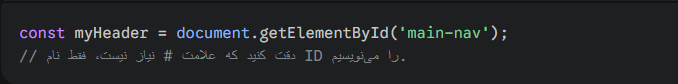 const myHeader = document.getElementById('main-nav');
// دقت کنید که علامت # نیاز نیست، فقط نام ID را می‌نویسیم.